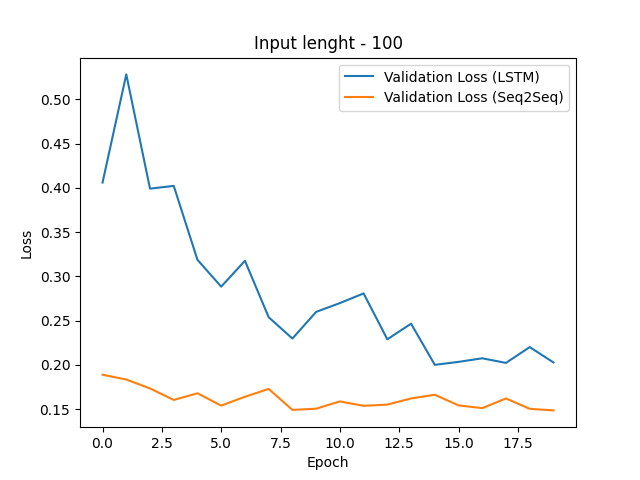 Input lenght - 100
Validation Loss (LSTM)
Validation Loss (Seq2Seq)
Loss
0.50
0.45
0.40
0.35
0.30
0.25
0.20
0.15
0.0 2.5 5.0 7.5 10.0 12.5 15.0 17.5
Epoch